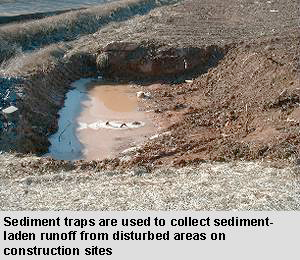 Sediment traps are used to collect sediment-
laden runoff from disturbed areas on
construction sites